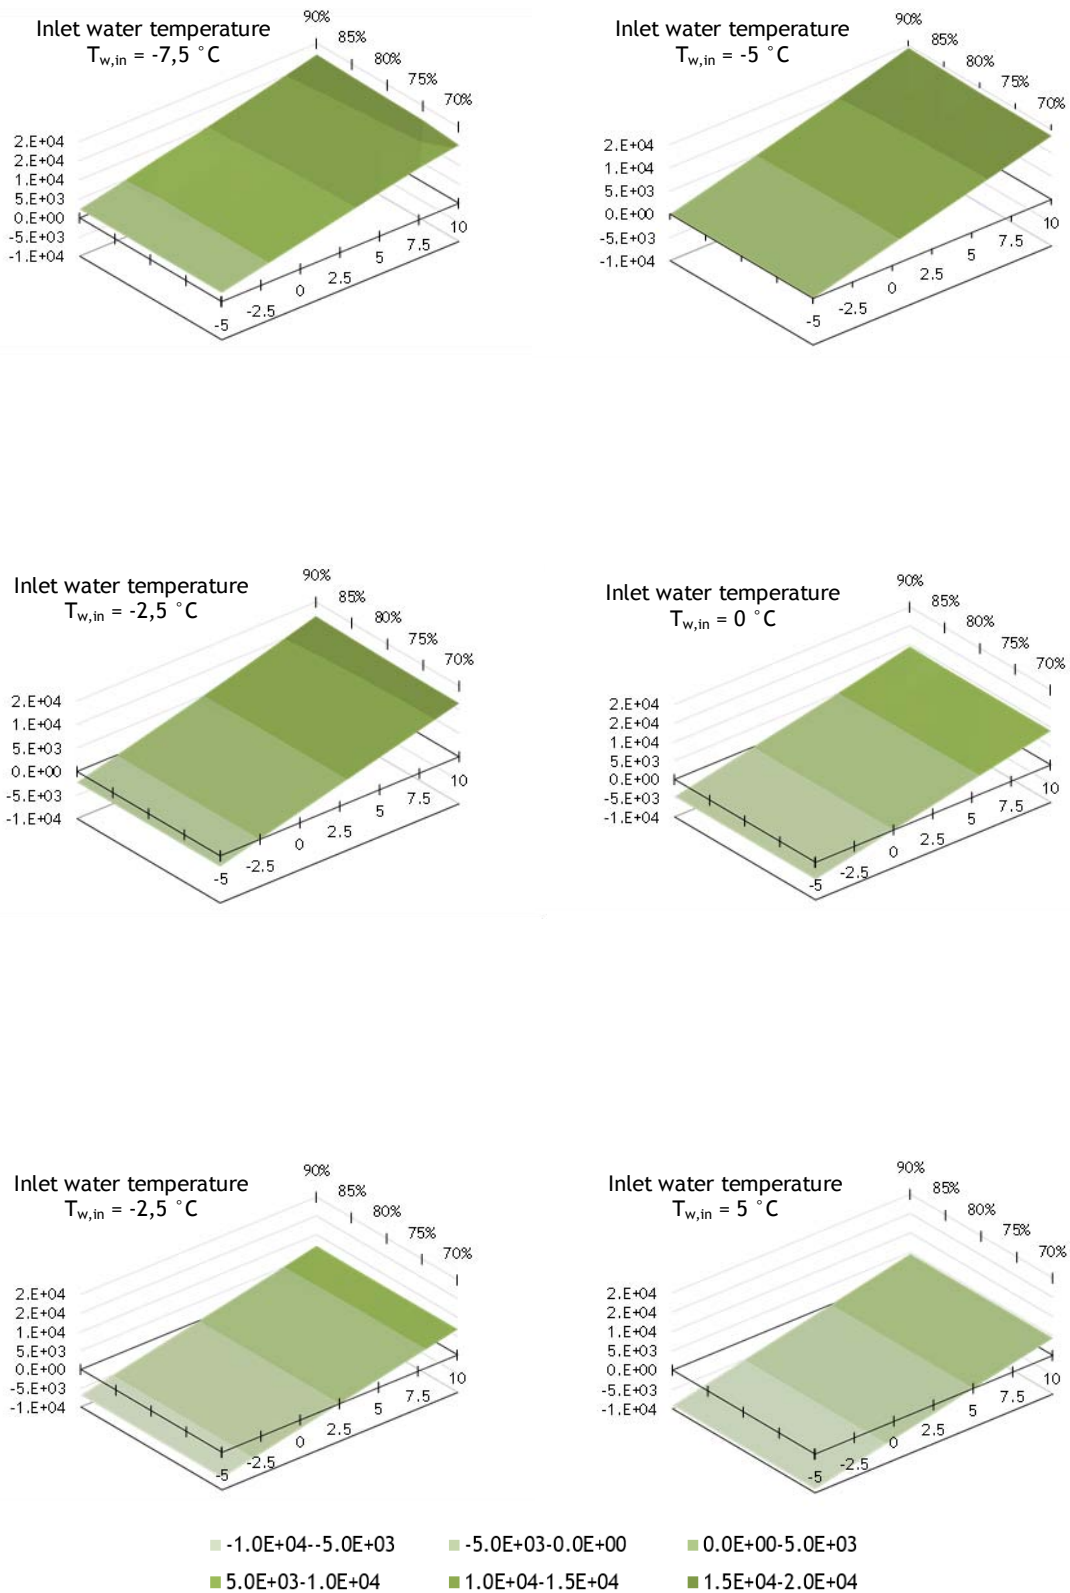 Inlet water temperature
Tw,in = -7,5 °C
90%
85%
80%
75%
70%
2.E+04
2.E+04
1.E+04
5.E+03
0.E+00
-5.E+03
-1.E+04
-5
-2.5
0
2.5
5
7.5
10
Inlet water temperature
Tw,in = -5 °C
90%
85%
80%
75%
70%
2.E+04
1.E+04
5.E+03
0.E+00
-5.E+03
-1.E+04
-5
-2.5
0
2.5
5
7.5
10
Inlet water temperature
Tw,in = -2,5 °C
90%
85%
80%
75%
70%
2.E+04
1.E+04
5.E+03
0.E+00
-5.E+03
-1.E+04
-5
-2.5
0
2.5
5
7.5
10
Inlet water temperature
Tw,in = 0 °C
90%
85%
80%
75%
70%
2.E+04
2.E+04
1.E+04
5.E+03
0.E+00
-5.E+03
-1.E+04
-5
-2.5
0
2.5
5
7.5
10
Inlet water temperature
Tw,in = -2,5 °C
90%
85%
80%
75%
70%
2.E+04
2.E+04
1.E+04
5.E+03
0.E+00
-5.E+03
-1.E+04
-5
-2.5
0
2.5
5
7.5
10
Inlet water temperature
Tw,in = 5 °C
90%
85%
80%
75%
70%
2.E+04
2.E+04
1.E+04
5.E+03
0.E+00
-5.E+03
-1.E+04
-5
-2.5
0
2.5
5
7.5
10
-1.0E+04--5.0E+03
-5.0E+03-0.0E+00
0.0E+00-5.0E+03
5.0E+03-1.0E+04
1.0E+04-1.5E+04
1.5E+04-2.0E+04